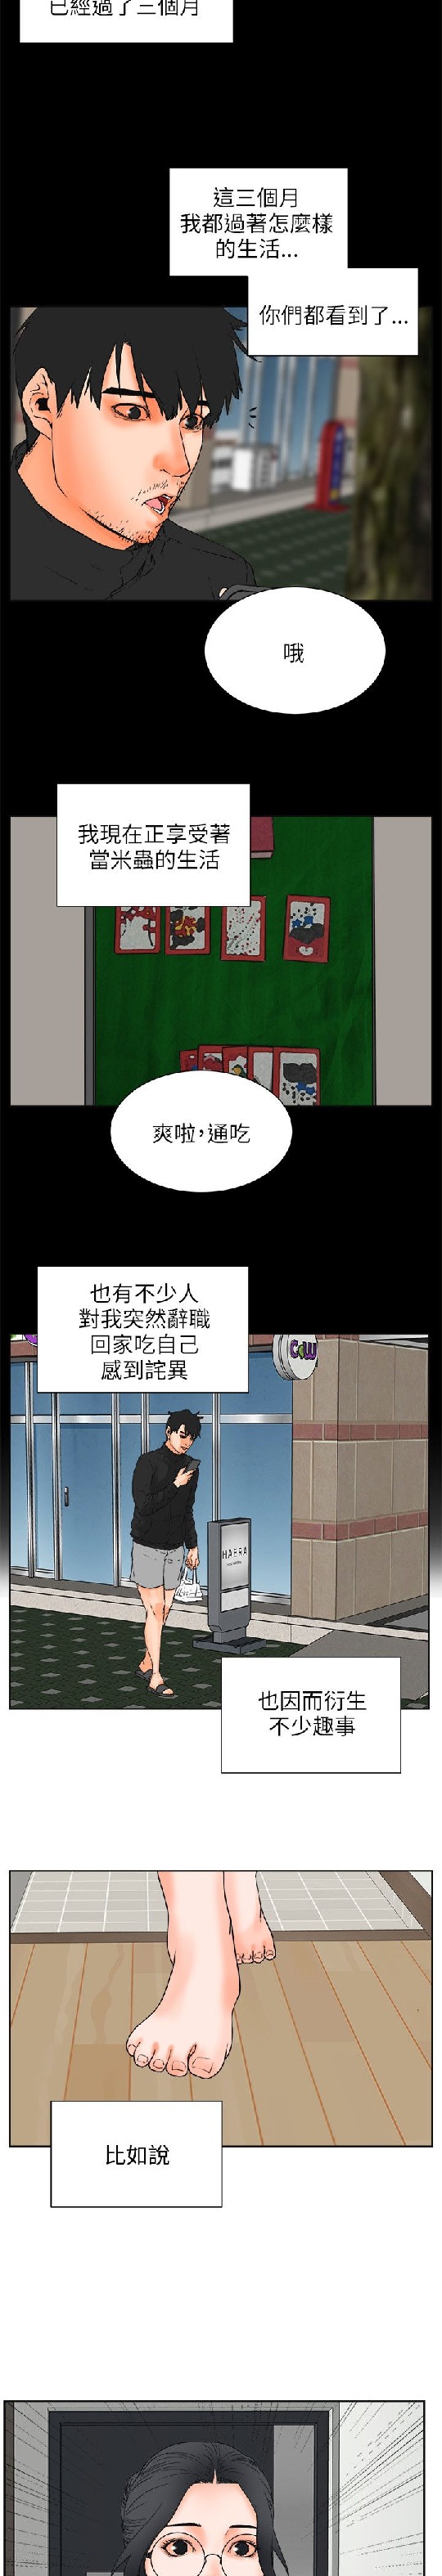 已經過了三個月
這三個月
我都過著怎麼樣
的生活...
你們都看到了...
哦
我現在正享受著
當米蟲的生活
爽啦，通吃
也有不少人
對我突然辭職
回家吃自己
感到詫異
HAERA
也因而衍生
不少趣事
比如說